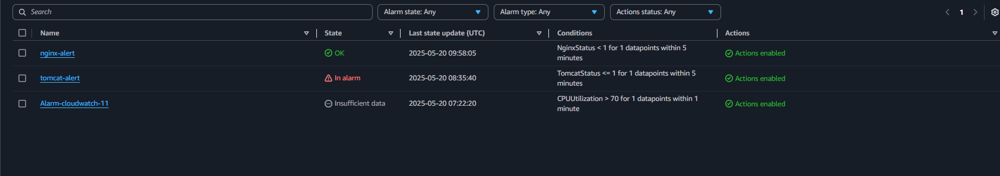 Search Alarm state: Any Alarm type: Any Actions status: Any 1
Name State Last state update (UTC) Conditions Actions
nginx-alert OK 2025-05-20 09:58:05 NginxStatus < 1 for 1 datapoints within 5
minutes Actions enabled
tomcat-alert In alarm 2025-05-20 08:35:40 TomcatStatus <= 1 for 1 datapoints within 5
minutes Actions enabled
Alarm-cloudwatch-11 Insufficient data 2025-05-20 07:22:20 CPUUtilization > 70 for 1 datapoints within 1
minute Actions enabled